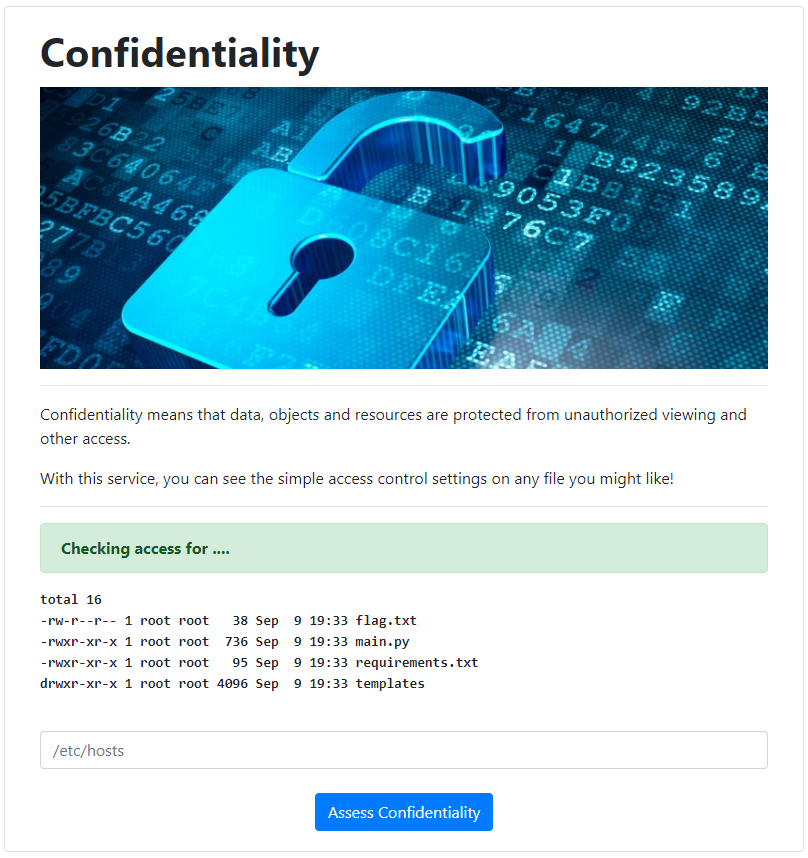 Confidentiality
Confidentiality means that data, objects and resources are protected from unauthorized viewing and
other access.
With this service, you can see the simple access control settings on any file you might like!
Checking access for ....
total 16
-rw-r--r-- 1 root root   38 Sep  9 19:33 flag.txt
-rwxr-xr-x 1 root root  736 Sep  9 19:33 main.py
-rwxr-xr-x 1 root root   95 Sep  9 19:33 requirements.txt
drwxr-xr-x 1 root root 4096 Sep  9 19:33 templates
/etc/hosts
Assess Confidentiality